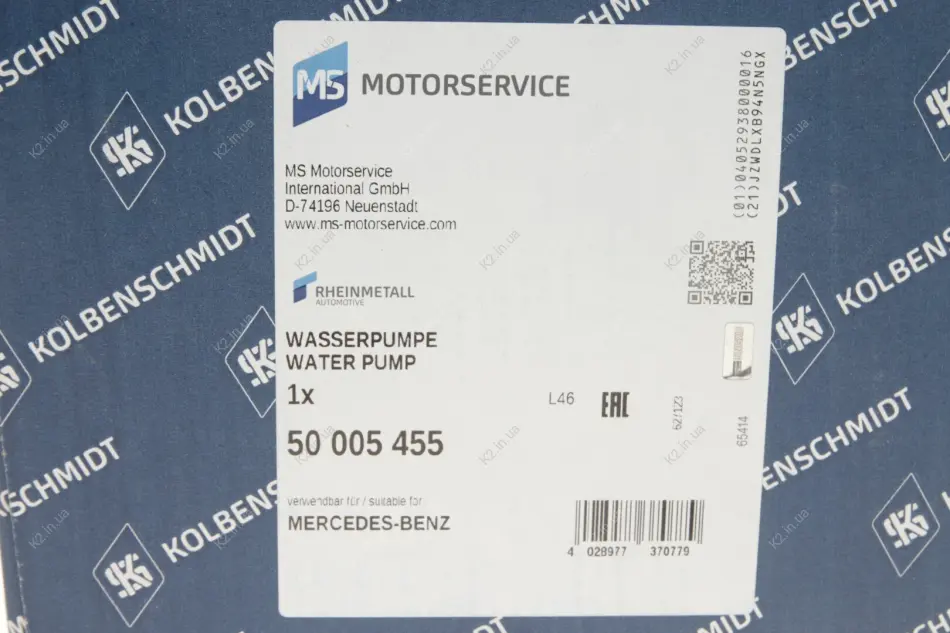 KOLBENSCHMIDT
KOLBENSCHMIDT
KOLBENSCHMIDT
KOLBENSCHMIDT
MS MOTORSERVICE
MS Motorservice
International GmbH
D-74196 Neuenstadt
www.ms-motorservice.com
RHEINMETALL
AUTOMOTIVE
WASSERPUMPE
WATER PUMP
1x
L46
EAC
50 005 455
verwendbar für / suitable for:
MERCEDES-BENZ
4 028977 370779
(01)04052938000016
(21)JZWDLXB94N5NGX
62/123
65414
KOLBENSCHMIDT
KOLBENSCHMIDT
K2.in.ua